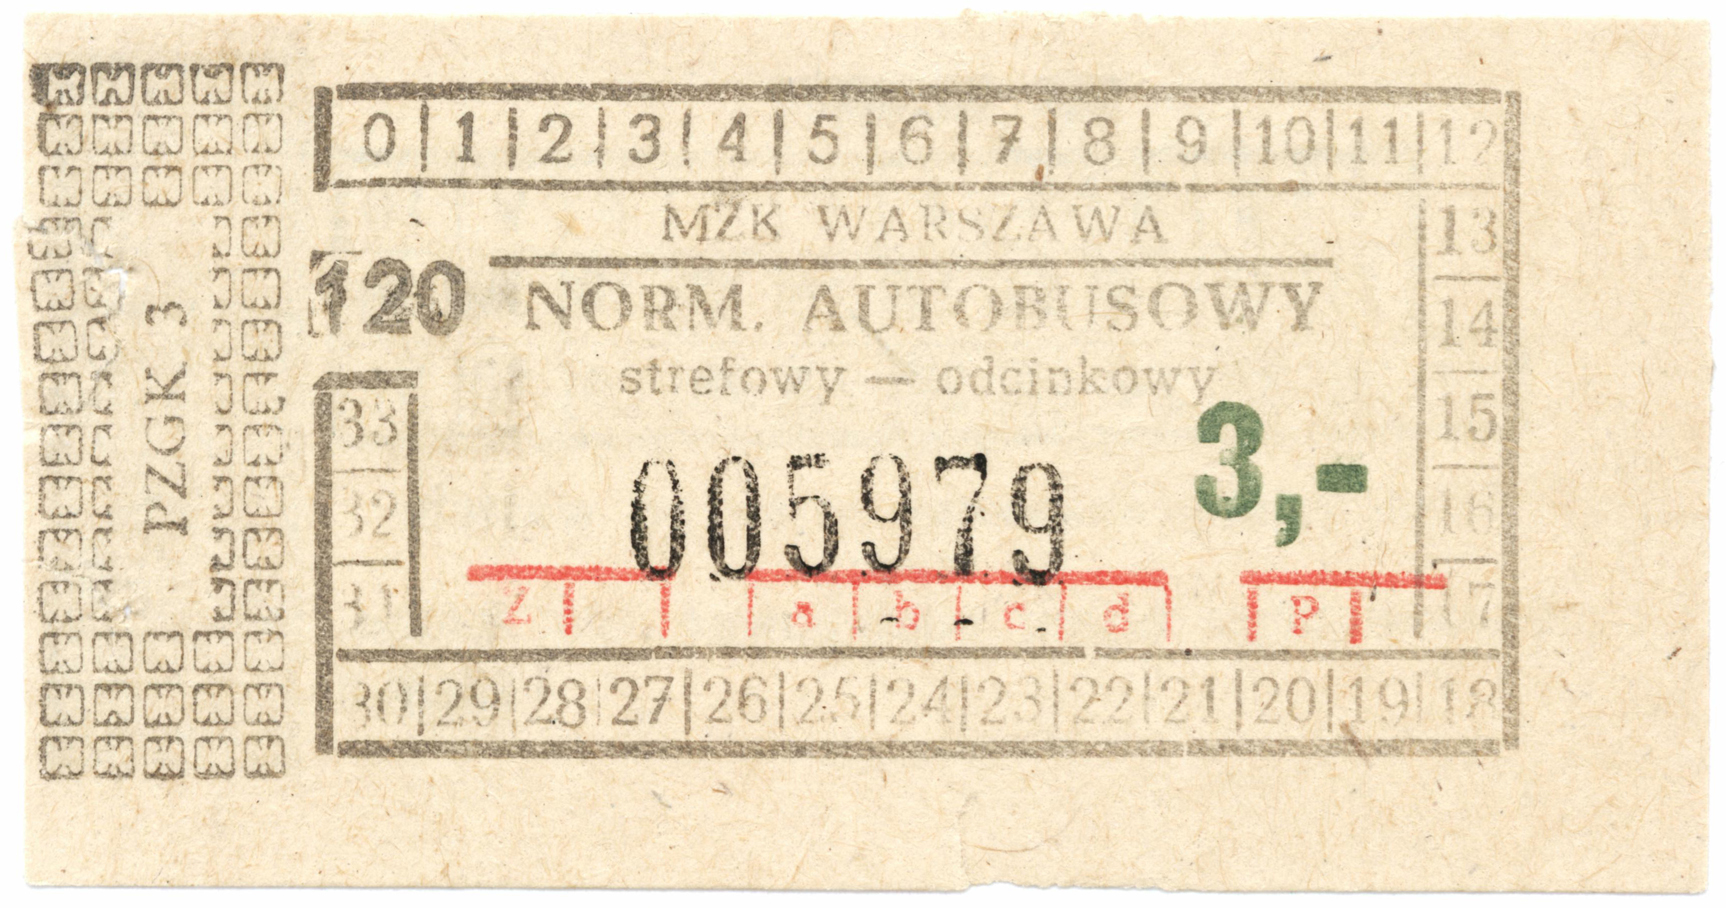 0 1 2 3 4 5 6 7 8 9 10 11 12
MZK WARSZAWA
13
120
NORM. AUTOBUSOWY
14
strefowy — odcinkowy
33
15
3,-
PZGK 3
005979
32
16
31
Z a b c d P
17
30 29 28 27 26 25 24 23 22 21 20 19 18